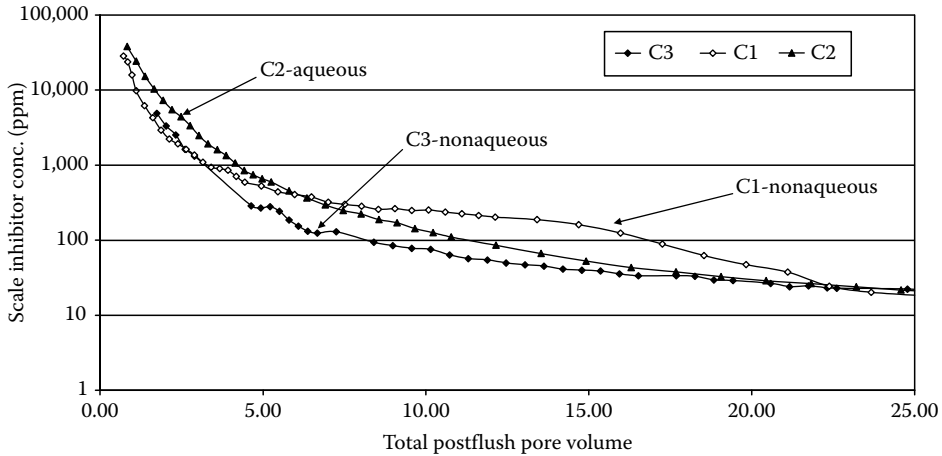 100,000
10,000
1,000
100
10
1
Scale inhibitor conc. (ppm)
C3 C1 C2
C2-aqueous
C3-nonaqueous
C1-nonaqueous
0.00 5.00 10.00 15.00 20.00 25.00
Total postflush pore volume